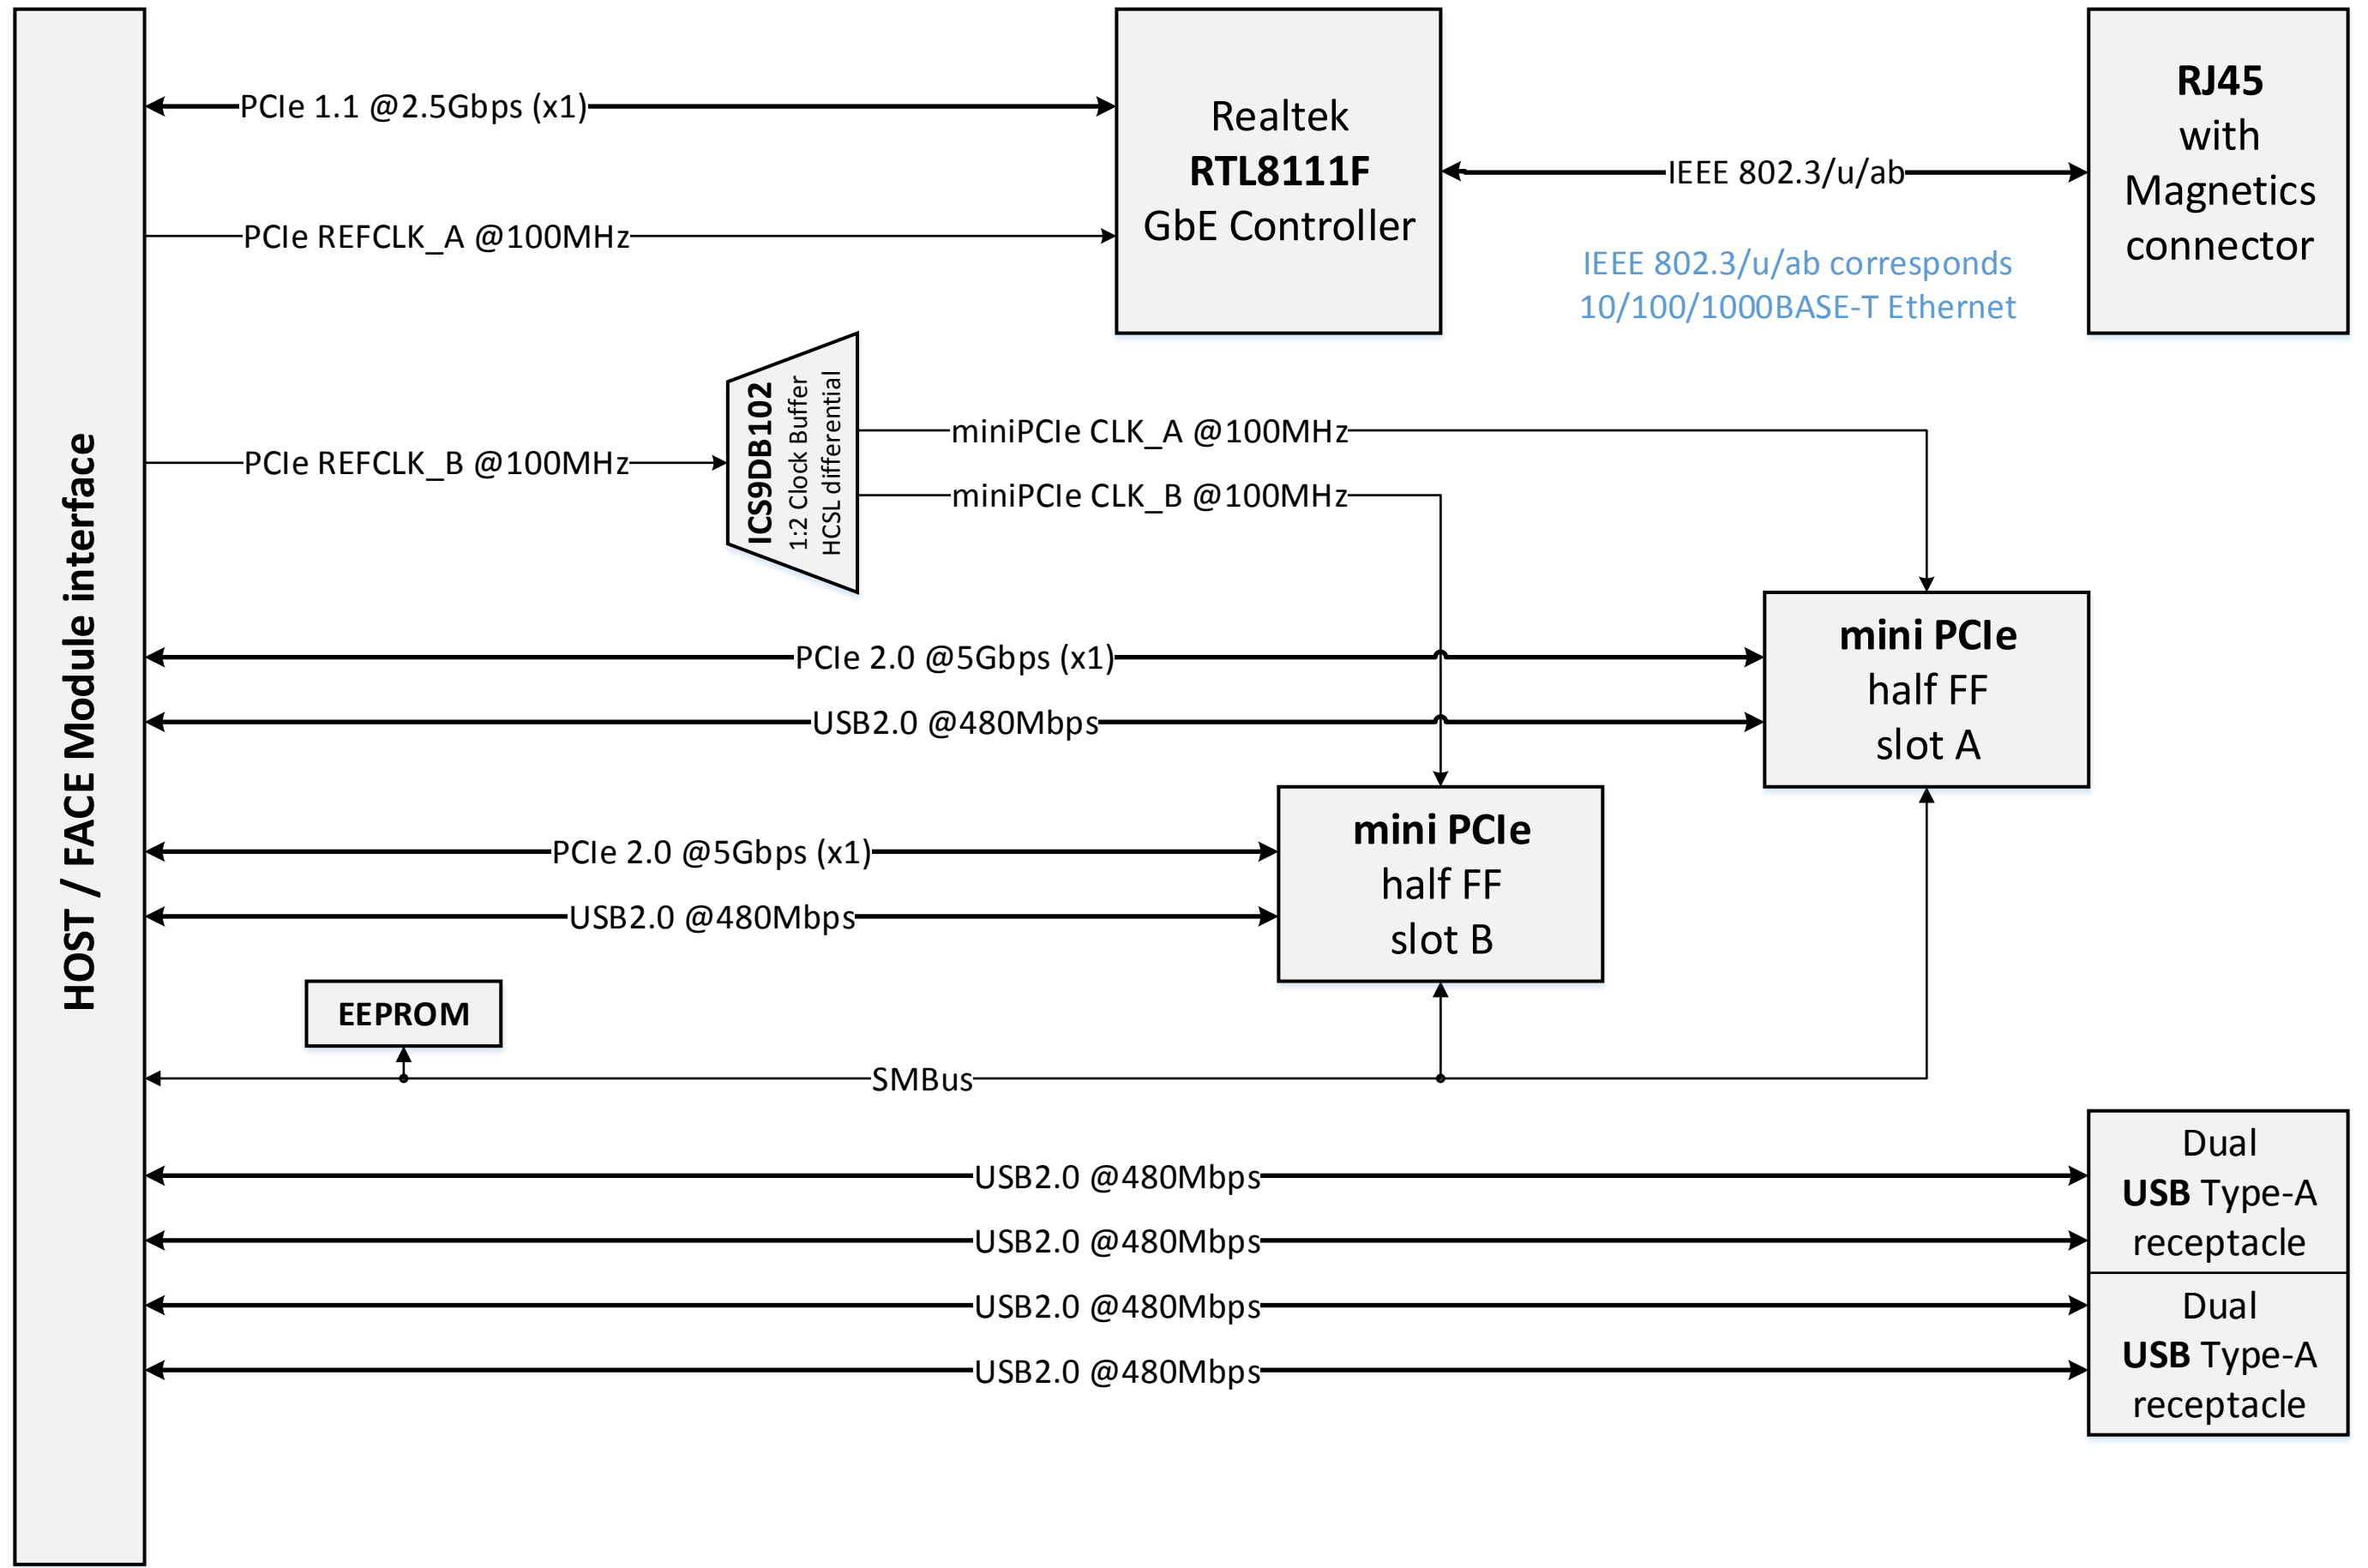 HOST / FACE Module interface
PCIe 1.1 @2.5Gbps (x1)
PCIe REFCLK_A @100MHz
Realtek
RTL8111F
GbE Controller
IEEE 802.3/u/ab
IEEE 802.3/u/ab corresponds
10/100/1000BASE-T Ethernet
RJ45
with
Magnetics
connector
PCIe REFCLK_B @100MHz
ICS9DB102
1:2 Clock Buffer
HCSL differential
miniPCIe CLK_A @100MHz
miniPCIe CLK_B @100MHz
PCIe 2.0 @5Gbps (x1)
USB2.0 @480Mbps
mini PCIe
half FF
slot A
PCIe 2.0 @5Gbps (x1)
USB2.0 @480Mbps
mini PCIe
half FF
slot B
EEPROM
SMBus
USB2.0 @480Mbps
USB2.0 @480Mbps
Dual
USB Type-A
receptacle
USB2.0 @480Mbps
USB2.0 @480Mbps
Dual
USB Type-A
receptacle